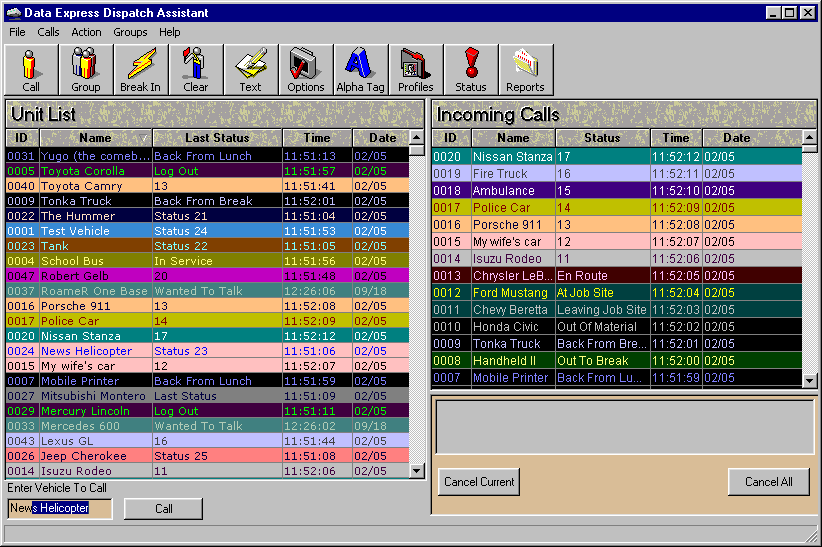 Data Express Dispatch Assistant
File Calls Action Groups Help
Call Group Break In Clear Text Options Alpha Tag Profiles Status Reports
Unit List
ID Name Last Status Time Date
0031 Yugo (the comeb... Back From Lunch 11:51:13 02/05
0005 Toyota Corolla Log Out 11:51:57 02/05
0040 Toyota Camry 13 11:51:41 02/05
0009 Tonka Truck Back From Break 11:52:01 02/05
0022 The Hummer Status 21 11:51:04 02/05
0001 Test Vehicle Status 24 11:51:53 02/05
0023 Tank Status 22 11:51:05 02/05
0004 School Bus In Service 11:51:56 02/05
0047 Robert Gelb 20 11:51:48 02/05
0037 RoameR One Base Wanted To Talk 12:26:06 09/18
0016 Porsche 911 13 11:52:08 02/05
0017 Police Car 14 11:52:09 02/05
0020 Nissan Stanza 17 11:52:12 02/05
0024 News Helicopter Status 23 11:51:06 02/05
0015 My wife's car 12 11:52:07 02/05
0007 Mobile Printer Back From Lunch 11:51:59 02/05
0027 Mitsubishi Montero Last Status 11:51:09 02/05
0029 Mercury Lincoln Log Out 11:51:11 02/05
0033 Mercedes 600 Wanted To Talk 12:26:02 09/18
0043 Lexus GL 16 11:51:44 02/05
0026 Jeep Cherokee Status 25 11:51:08 02/05
0014 Isuzu Rodeo 11 11:52:06 02/05
Enter Vehicle To Call
News Helicopter
Call
Incoming Calls
ID Name Status Time Date
0020 Nissan Stanza 17 11:52:12 02/05
0019 Fire Truck 16 11:52:11 02/05
0018 Ambulance 15 11:52:10 02/05
0017 Police Car 14 11:52:09 02/05
0016 Porsche 911 13 11:52:08 02/05
0015 My wife's car 12 11:52:07 02/05
0014 Isuzu Rodeo 11 11:52:06 02/05
0013 Chrysler LeB... En Route 11:52:05 02/05
0012 Ford Mustang At Job Site 11:52:04 02/05
0011 Chevy Beretta Leaving Job Site 11:52:03 02/05
0010 Honda Civic Out Of Material 11:52:02 02/05
0009 Tonka Truck Back From Bre... 11:52:01 02/05
0008 Handheld II Out To Break 11:52:00 02/05
0007 Mobile Printer Back From Lu... 11:51:59 02/05
Cancel Current
Cancel All